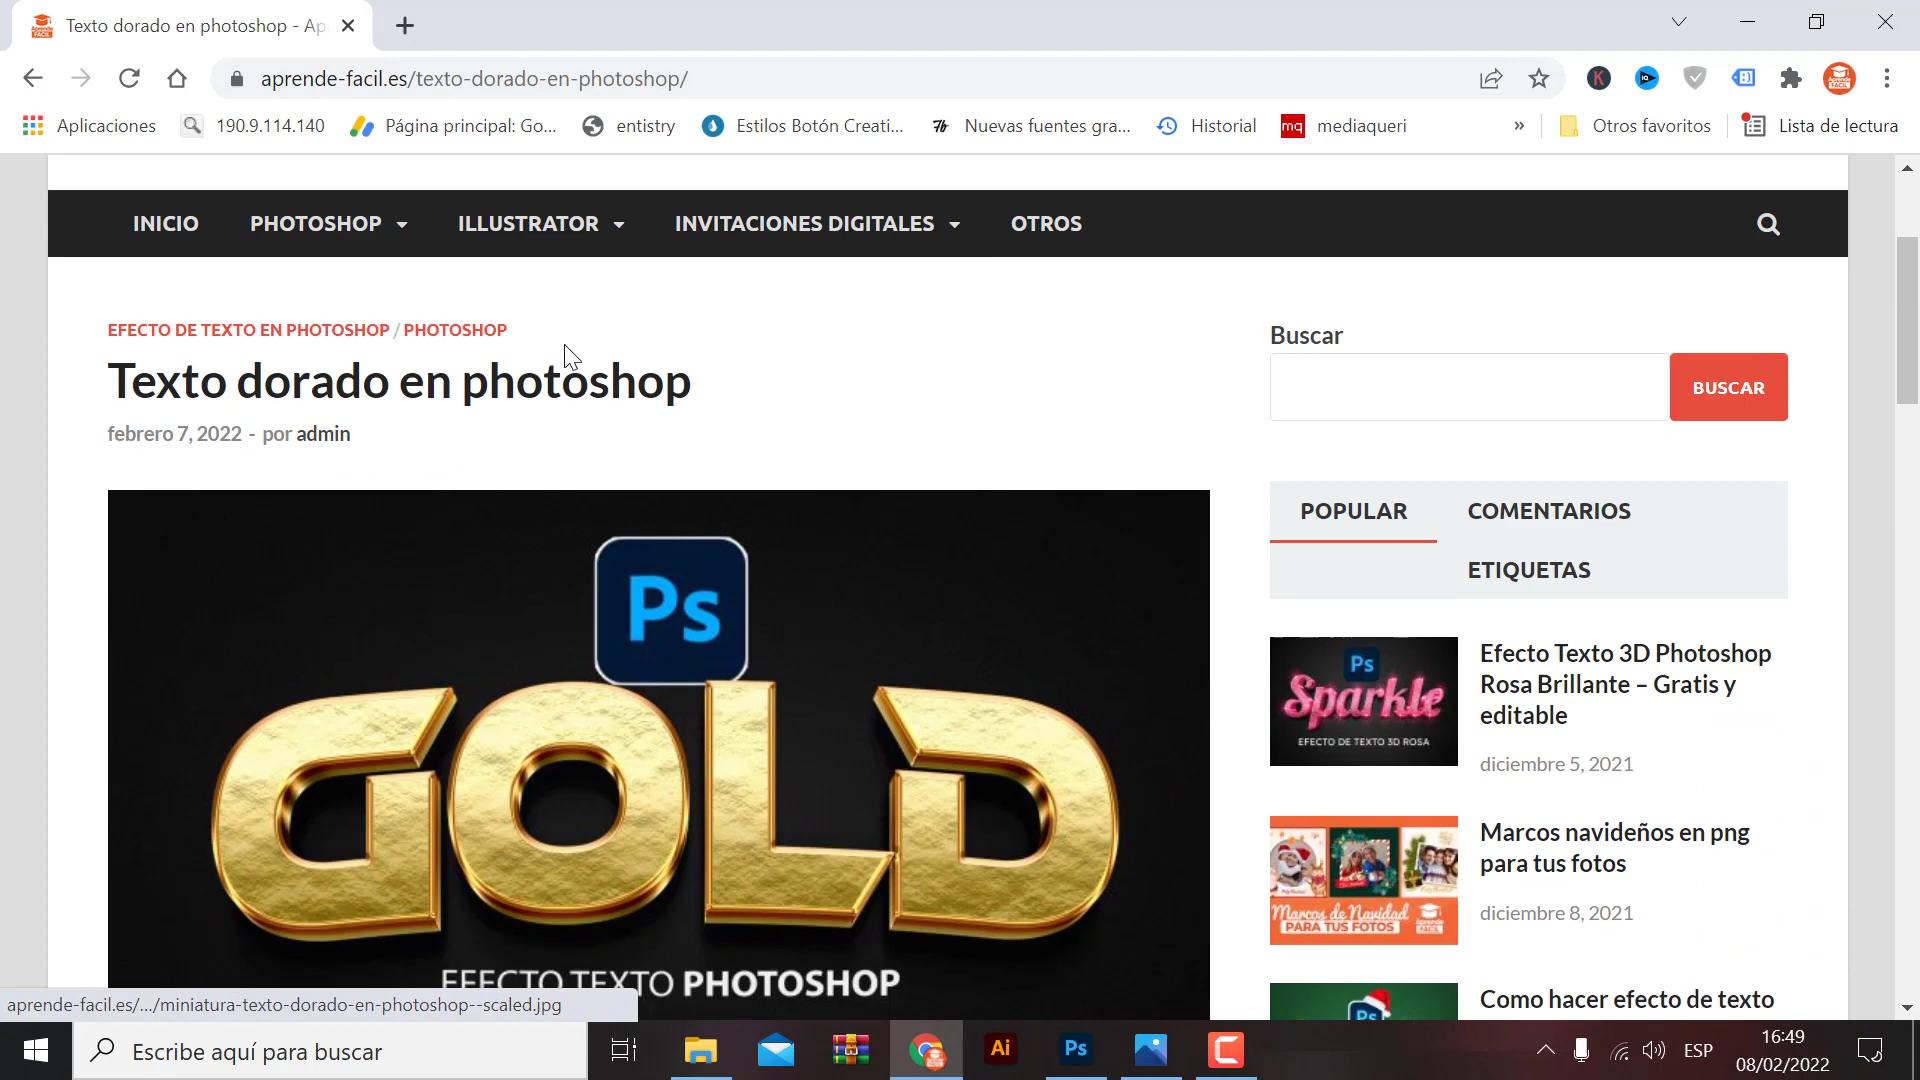 Texto dorado en photoshop - Ap
aprende-facil.es/texto-dorado-en-photoshop/
Aplicaciones
190.9.114.140
Página principal: Go...
entistry
Estilos Botón Creati...
Nuevas fuentes gra...
Historial
mq mediaqueri
»
Otros favoritos
Lista de lectura
INICIO
PHOTOSHOP
ILLUSTRATOR
INVITACIONES DIGITALES
OTROS
EFECTO DE TEXTO EN PHOTOSHOP / PHOTOSHOP
Texto dorado en photoshop
febrero 7, 2022 - por admin
Ps
GOLD
EFECTO TEXTO PHOTOSHOP
Buscar
BUSCAR
POPULAR
COMENTARIOS
ETIQUETAS
Ps
Sparkle
EFECTO DE TEXTO 3D ROSA
Efecto Texto 3D Photoshop
Rosa Brillante – Gratis y
editable
diciembre 5, 2021
Marcos de Navidad
PARA TUS FOTOS
Marcos navideños en png
para tus fotos
diciembre 8, 2021
Ps
Como hacer efecto de texto
aprende-facil.es/.../miniatura-texto-dorado-en-photoshop--scaled.jpg
Escribe aquí para buscar
Ai
Ps
ESP
16:49
08/02/2022